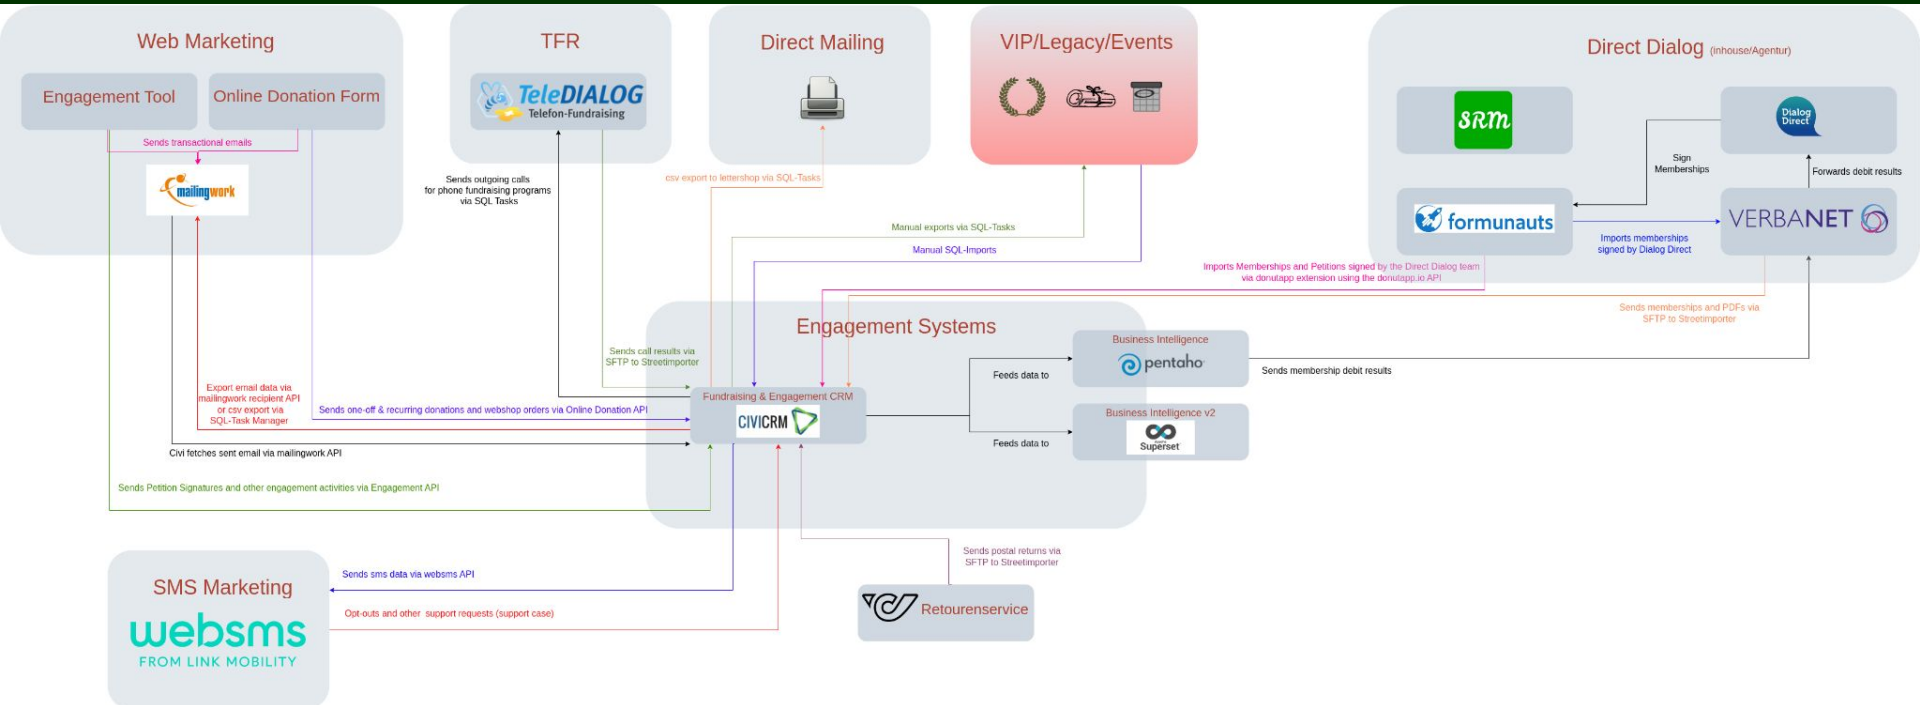 Web Marketing
Engagement Tool
Online Donation Form
Sends transactional emails
mailingwork
TFR
TeleDIALOG
Telefon-Fundraising
Sends outgoing calls
for phone fundraising programs
via SQL Tasks
Direct Mailing
csv export to lettershop via SQL-Tasks
VIP/Legacy/Events
Manual exports via SQL-Tasks
Manual SQL-Imports
Direct Dialog (inhouse/Agentur)
SRM
Dialog
Direct
Sign
Memberships
Forwards debit results
formunauts
VERBANET
Imports memberships
signed by Dialog Direct
Imports Memberships and Petitions signed by the Direct Dialog team
via donutapp extension using the donutapp.io API
Sends memberships and PDFs via
SFTP to Streetimporter
Engagement Systems
Sends call results via
SFTP to Streetimporter
Business Intelligence
pentaho
Feeds data to
Sends membership debit results
Export email data via
mailingwork recipient API
or csv export via
SQL-Task Manager
Sends one-off & recurring donations and webshop orders via Online Donation API
Fundraising & Engagement CRM
CIVICRM
Business Intelligence v2
Superset
Feeds data to
Civi fetches sent email via mailingwork API
Sends Petition Signatures and other engagement activities via Engagement API
Sends postal returns via
SFTP to Streetimporter
SMS Marketing
websms
FROM LINK MOBILITY
Sends sms data via websms API
Opt-outs and other support requests (support case)
Retourenservice